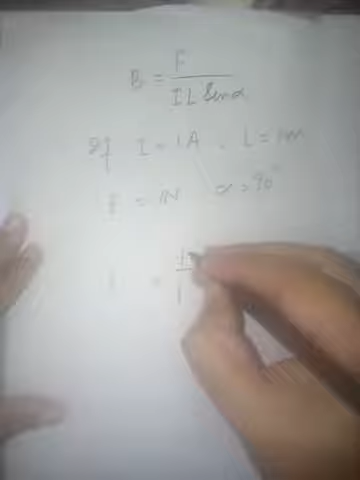 B = F / IL Sinα
If I = 1A , L = 1m
F = 1N α = 90°
=